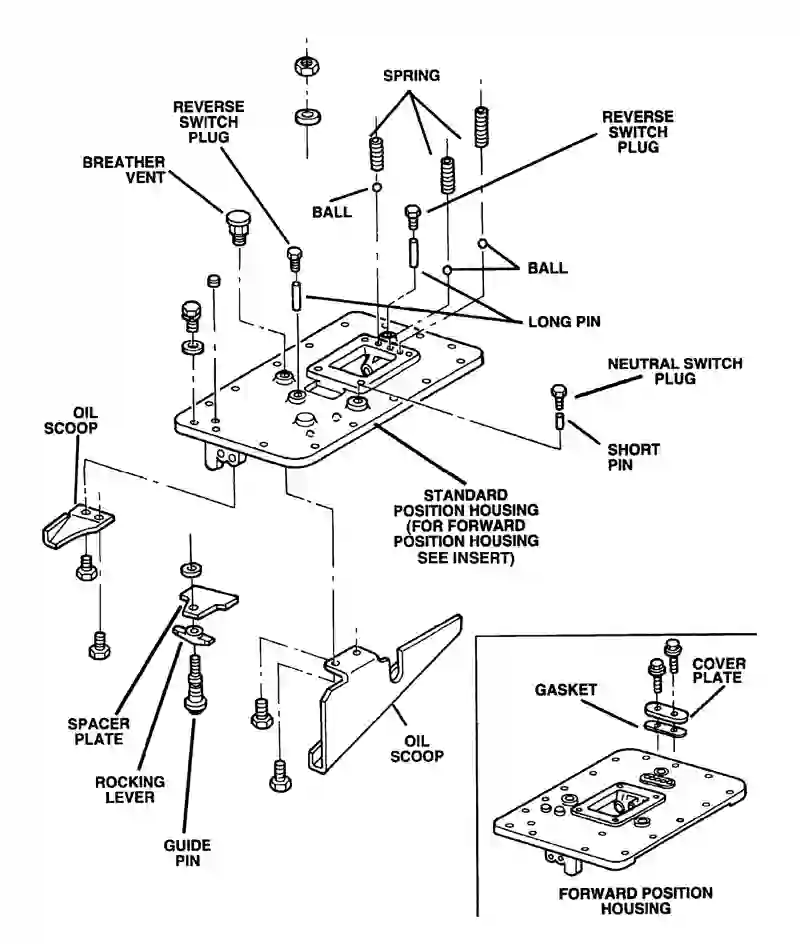 SPRING
REVERSE
SWITCH
PLUG
REVERSE
SWITCH
PLUG
BREATHER
VENT
BALL
BALL
LONG PIN
NEUTRAL SWITCH
PLUG
OIL
SCOOP
SHORT
PIN
STANDARD
POSITION HOUSING
(FOR FORWARD
POSITION HOUSING
SEE INSERT)
COVER
PLATE
GASKET
SPACER
PLATE
OIL
SCOOP
ROCKING
LEVER
GUIDE
PIN
FORWARD POSITION
HOUSING